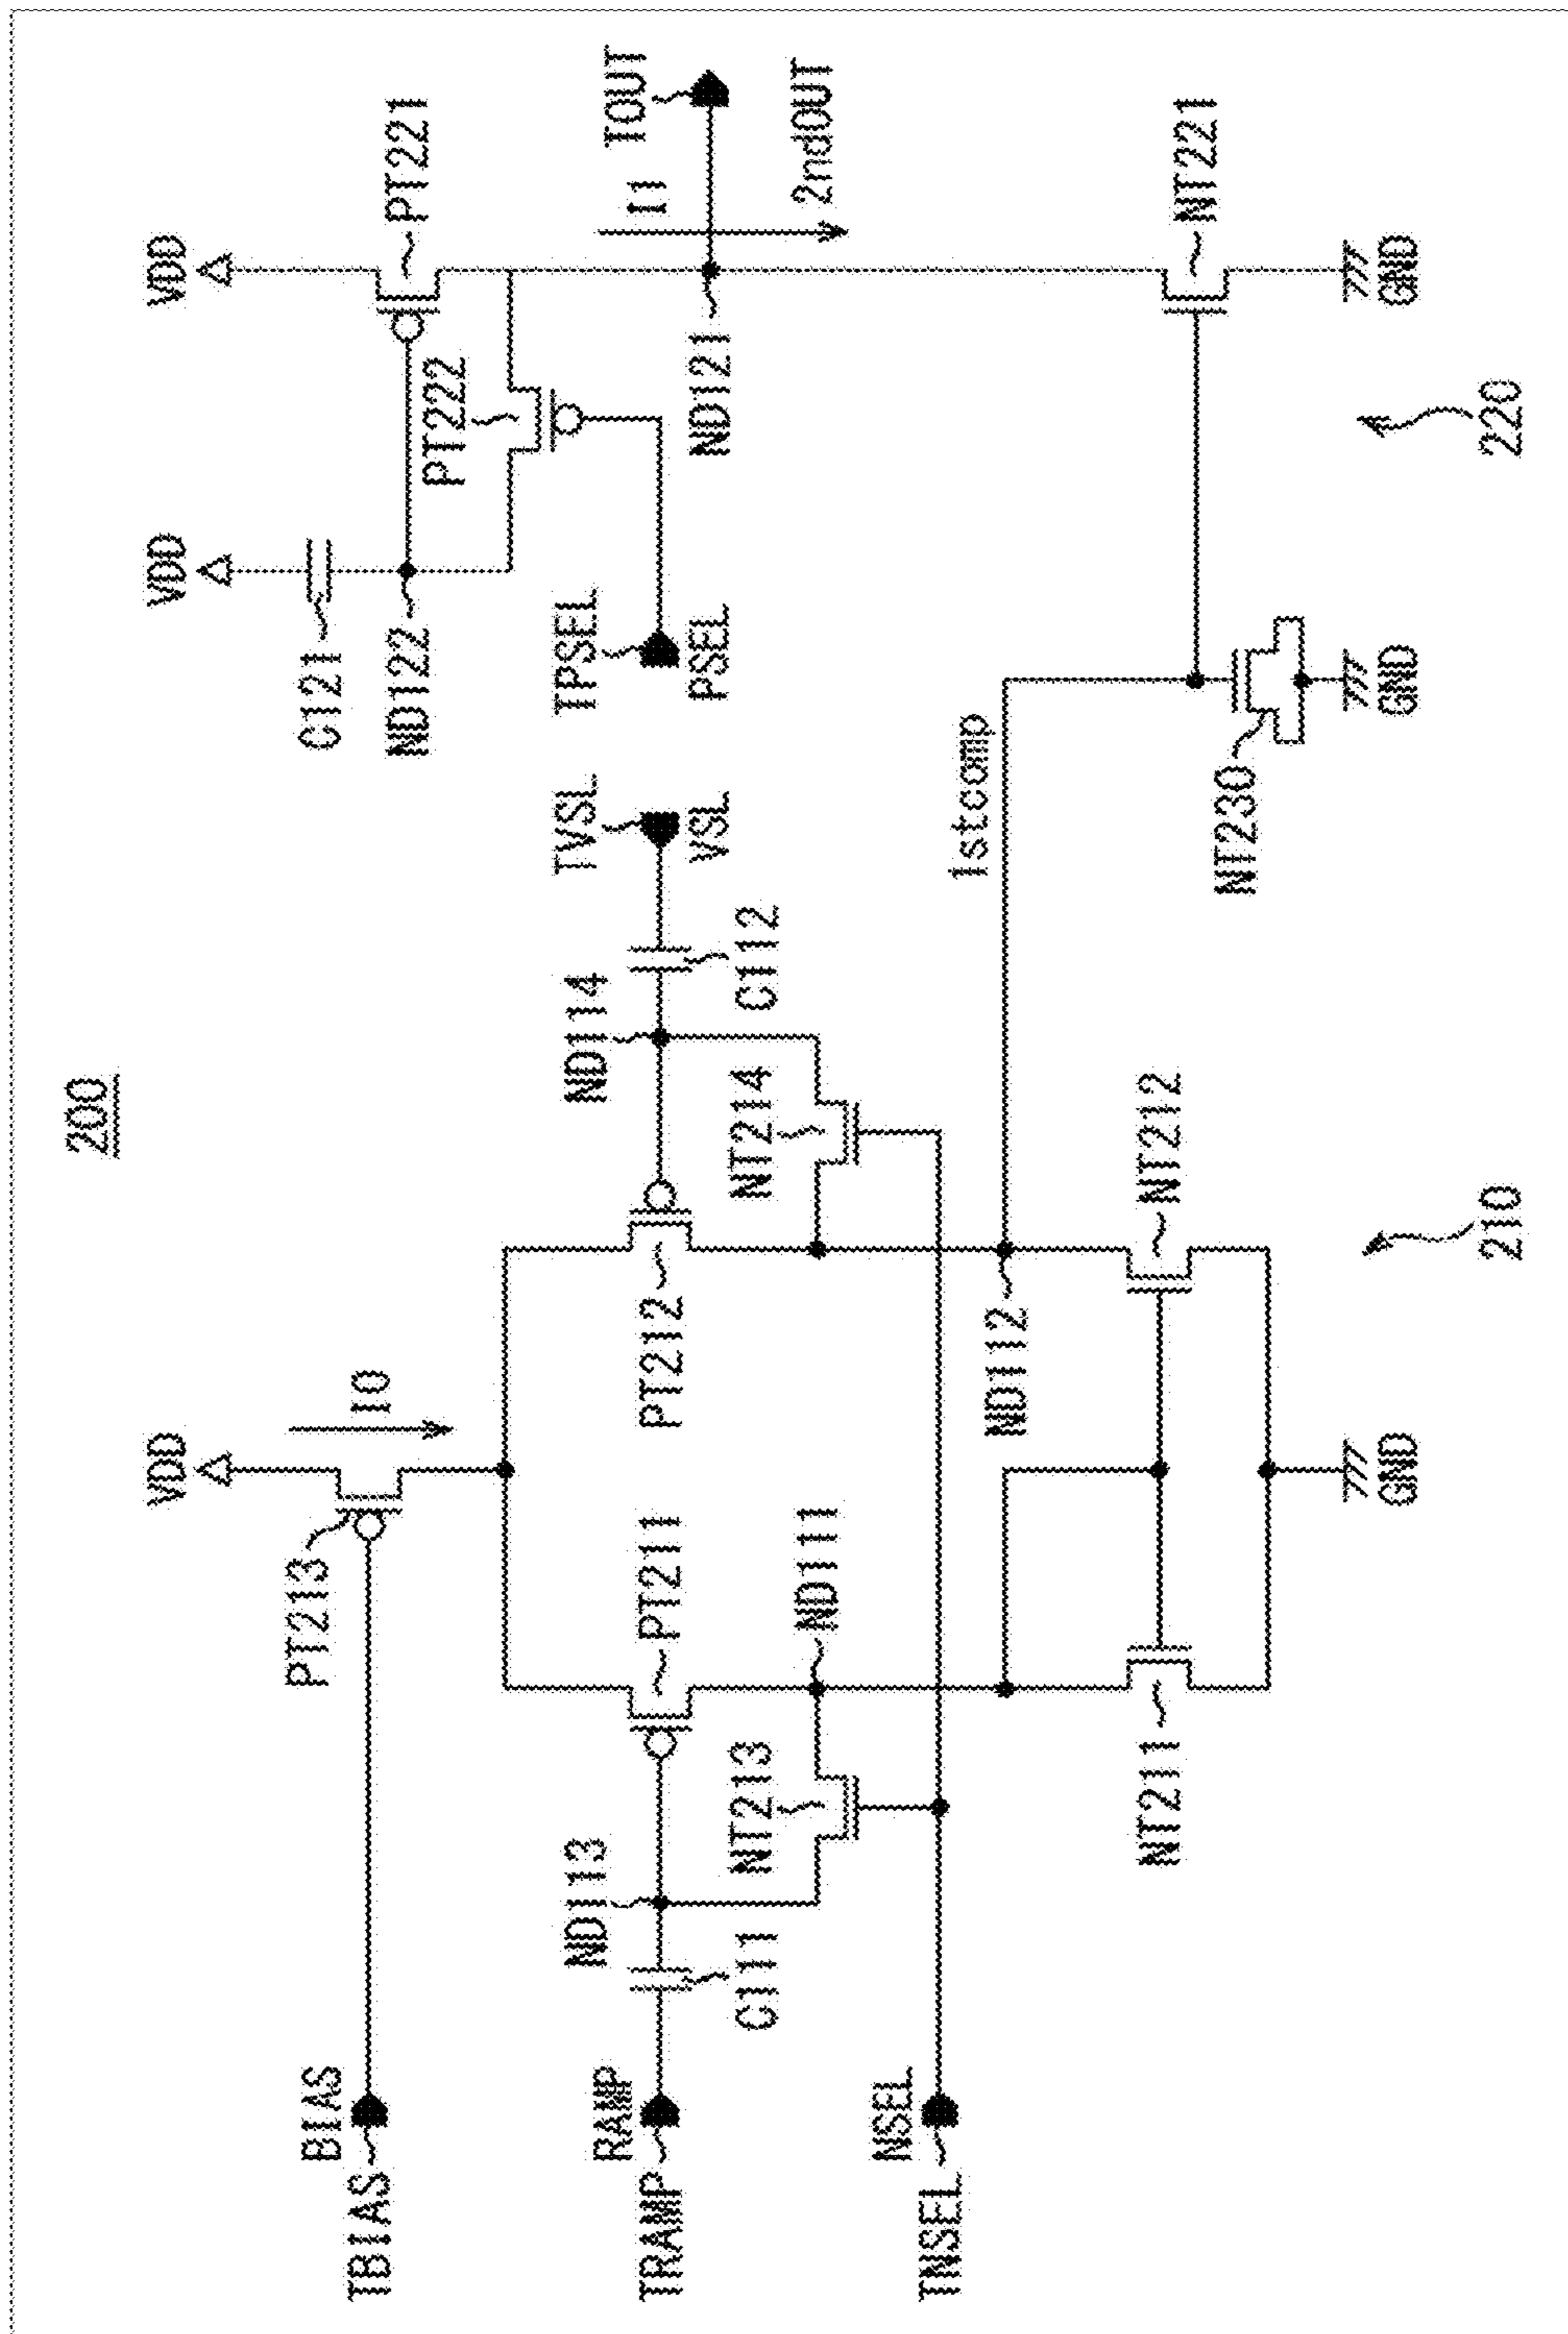 200
VDD
VDD
VDD
BIAS
TBIAS
PT213
I0
C121
ND122
PT221
PT222
RAMP
TRAMP
C111
ND113
PT211
PT212
ND114
C112
TVSL
VSL
TPSEL
PSEL
I1
TOUT
2ndOUT
ND121
NT213
ND111
NT214
NSEL
TNSEL
ND112
1stcomp
NT211
NT212
NT230
NT221
GND
GND
GND
210
220